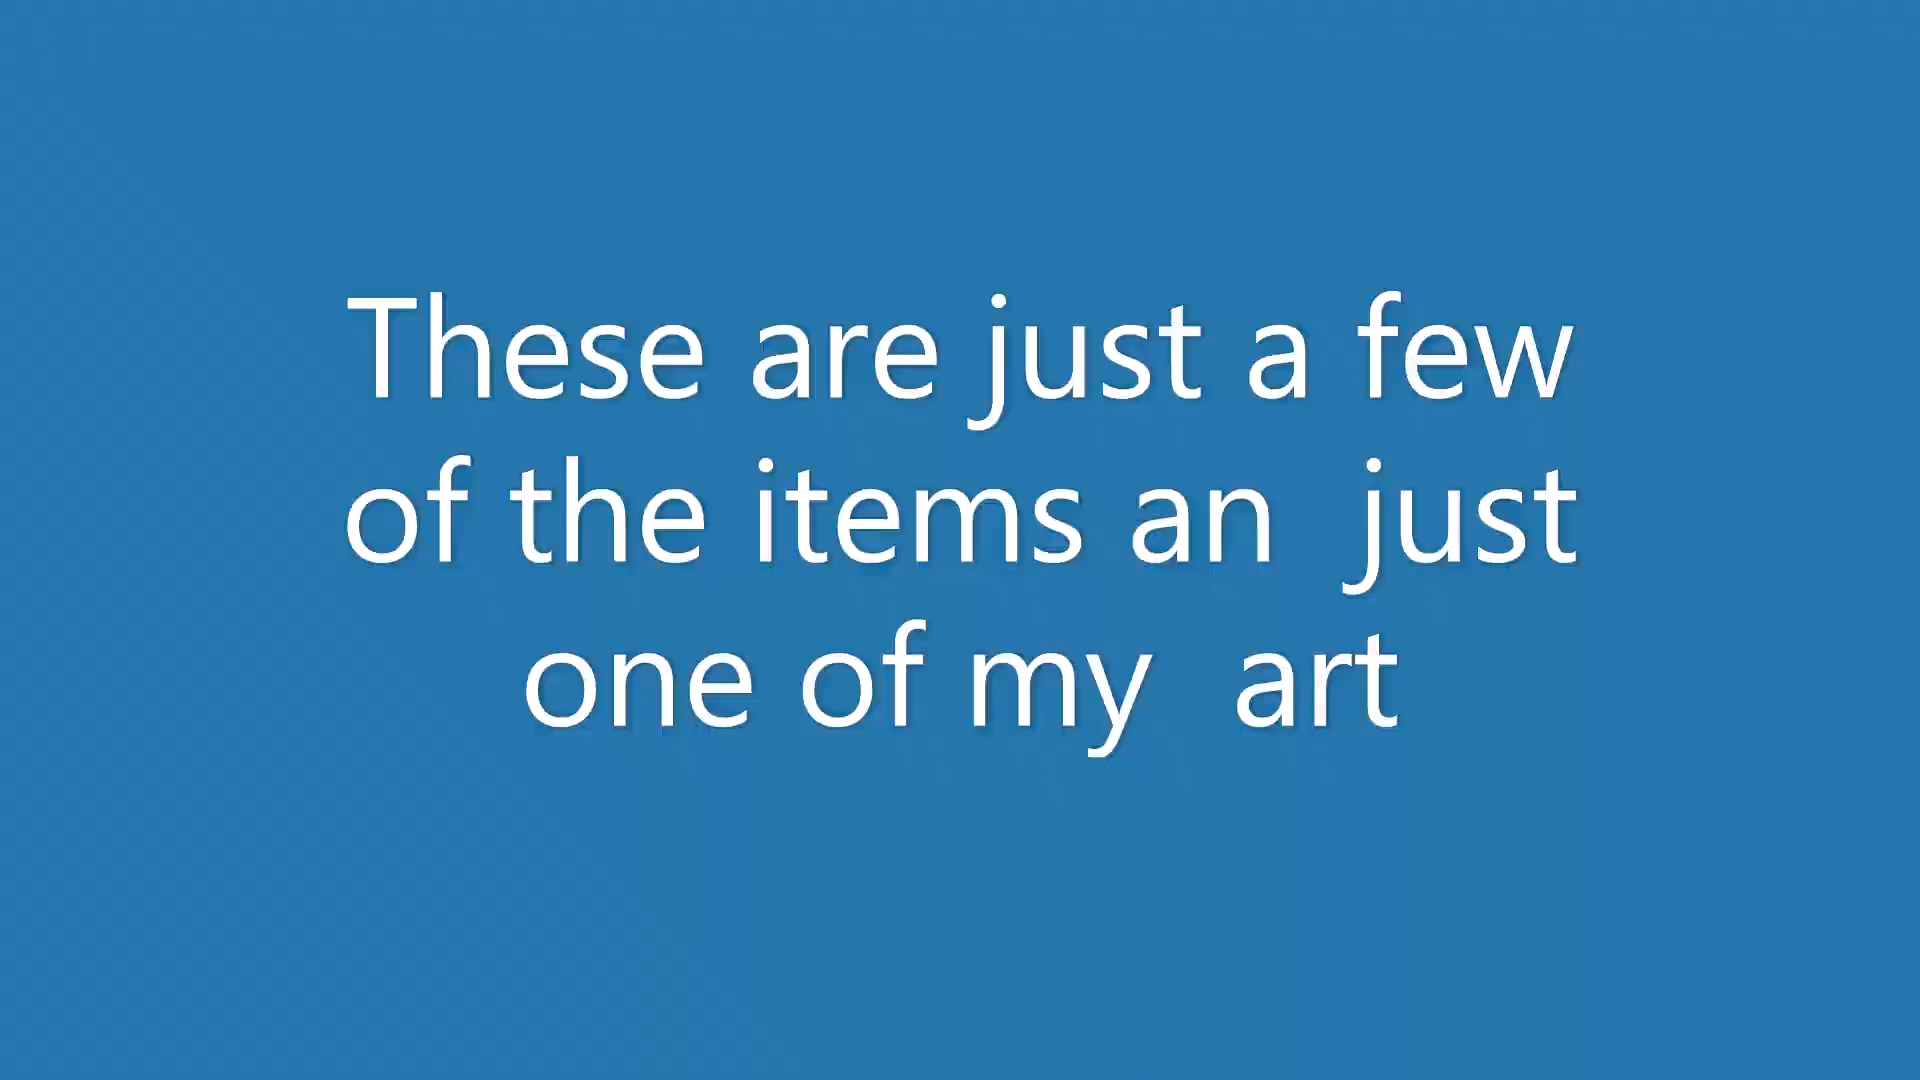 These are just a few
of the items an  just
one of my  art